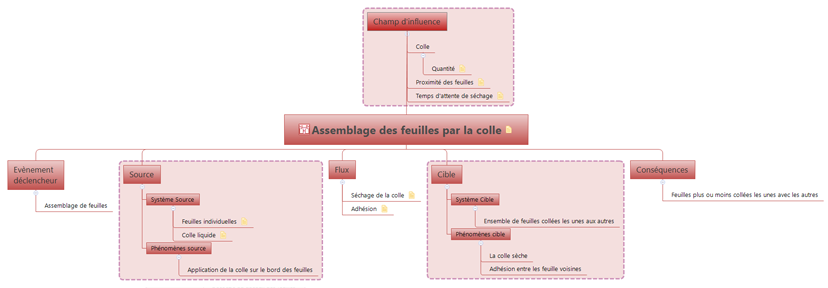 Champ d'influence
Colle
Quantité
Proximité des feuilles
Temps d'attente de séchage
Assemblage des feuilles par la colle
Evènement
déclencheur
Assemblage de feuilles
Source
Système Source
Feuilles individuelles
Colle liquide
Phénomènes source
Application de la colle sur le bord des feuilles
Flux
Séchage de la colle
Adhésion
Cible
Système Cible
Ensemble de feuilles collées les unes aux autres
Phénomènes cible
La colle sèche
Adhésion entre les feuille voisines
Conséquences
Feuilles plus ou moins collées les unes avec les autres